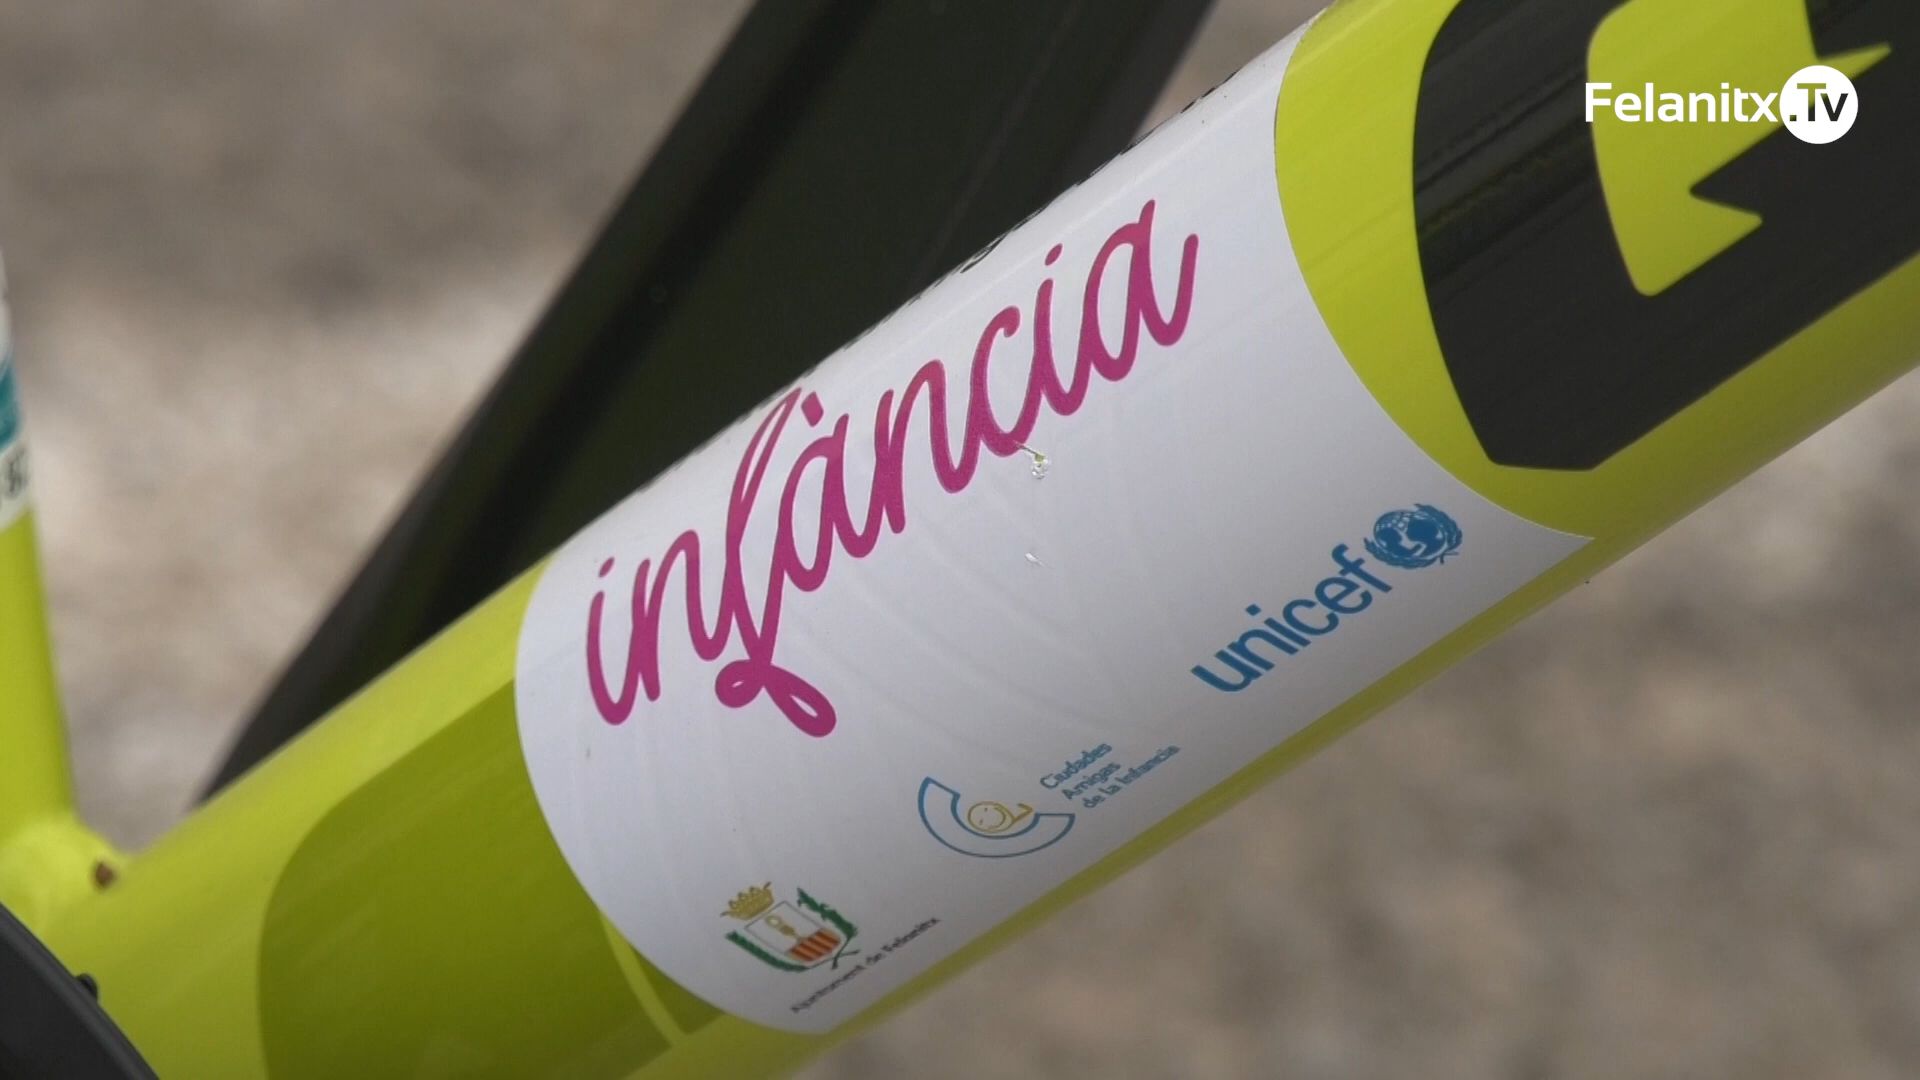 Felanitx.Tv
infància
unicef
Ciudades
Amigas
de la Infancia
Ajuntament de Felanitx